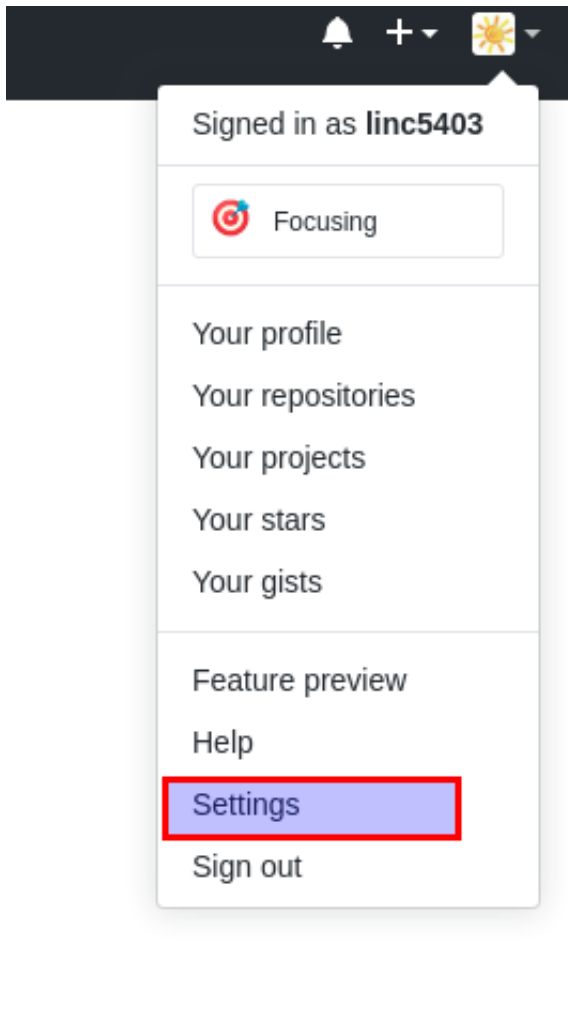 Signed in as linc5403
Focusing
Your profile
Your repositories
Your projects
Your stars
Your gists
Feature preview
Help
Settings
Sign out